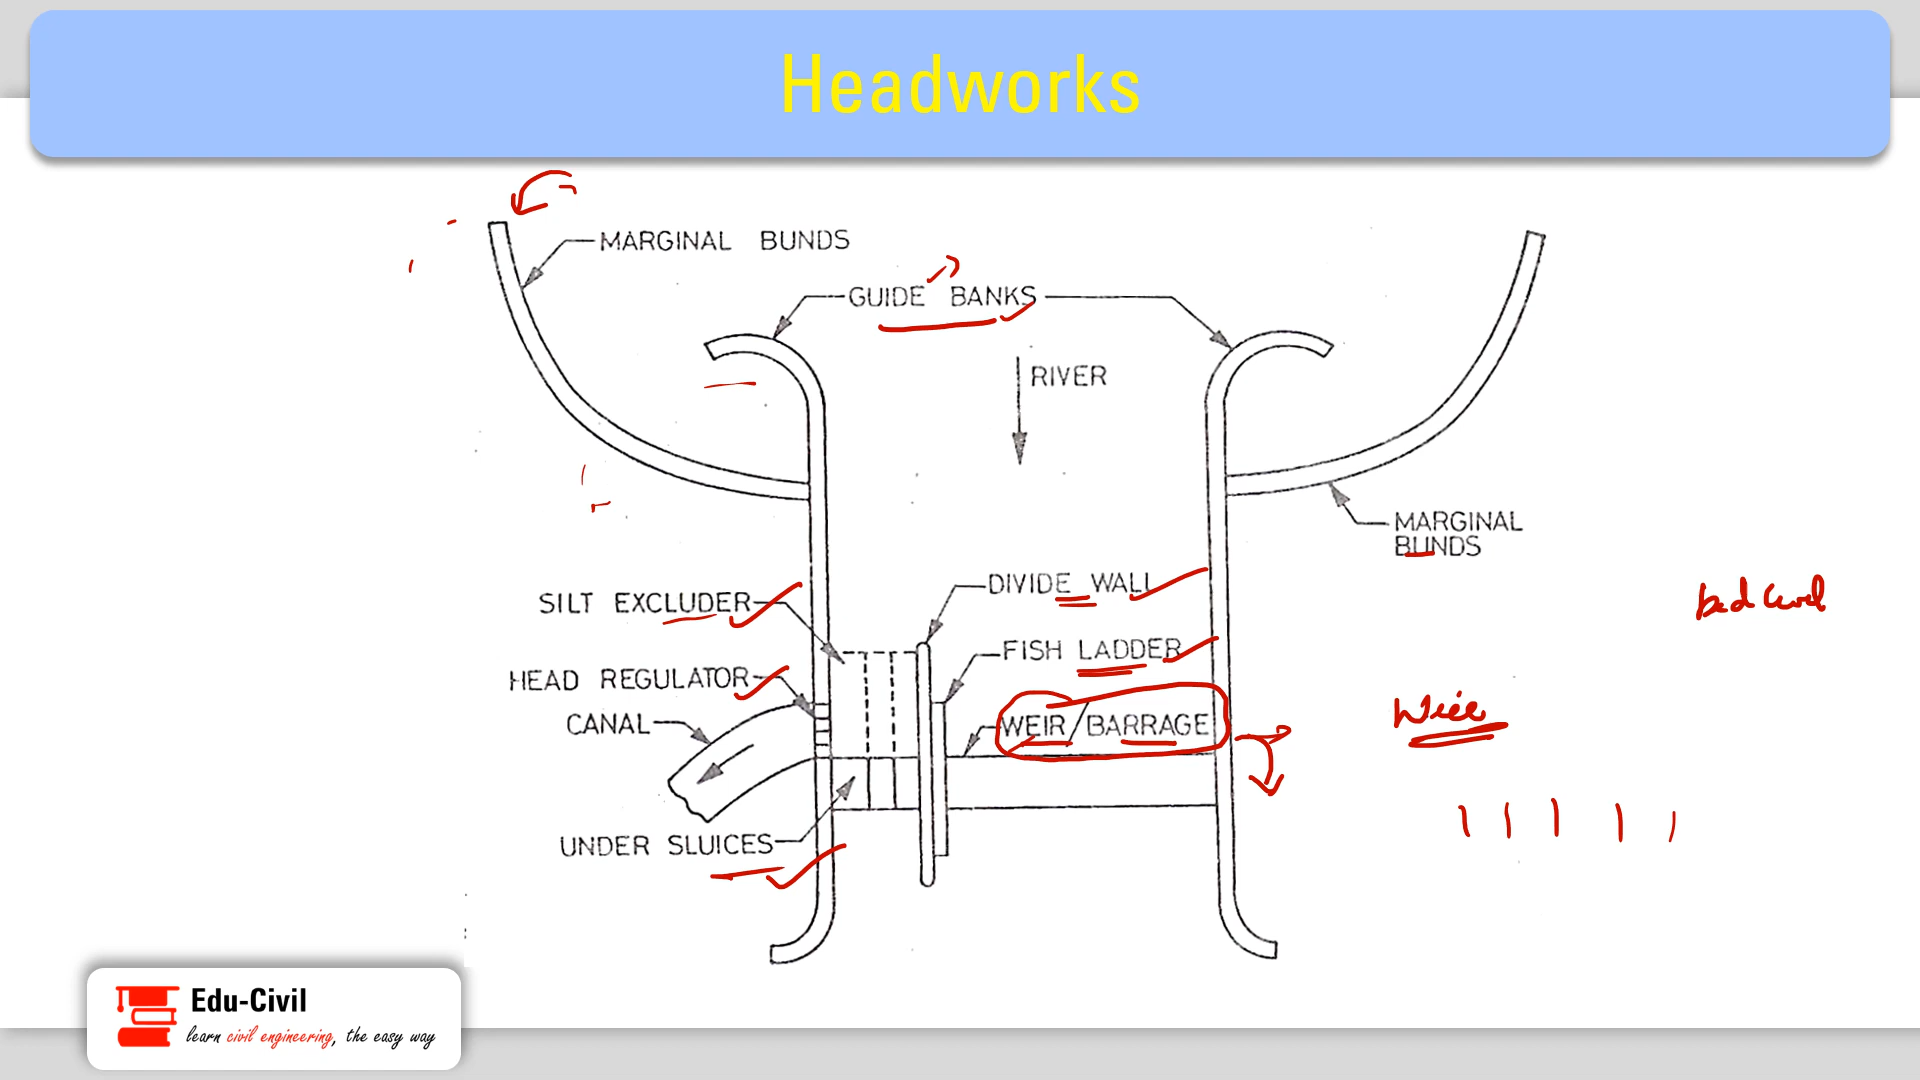 Headworks
MARGINAL BUNDS
GUIDE BANKS
RIVER
MARGINAL
BUNDS
DIVIDE WALL
SILT EXCLUDER
bed level
FISH LADDER
HEAD REGULATOR
CANAL
WEIR/BARRAGE
UNDER SLUICES
Edu-Civil
learn civil engineering, the easy way